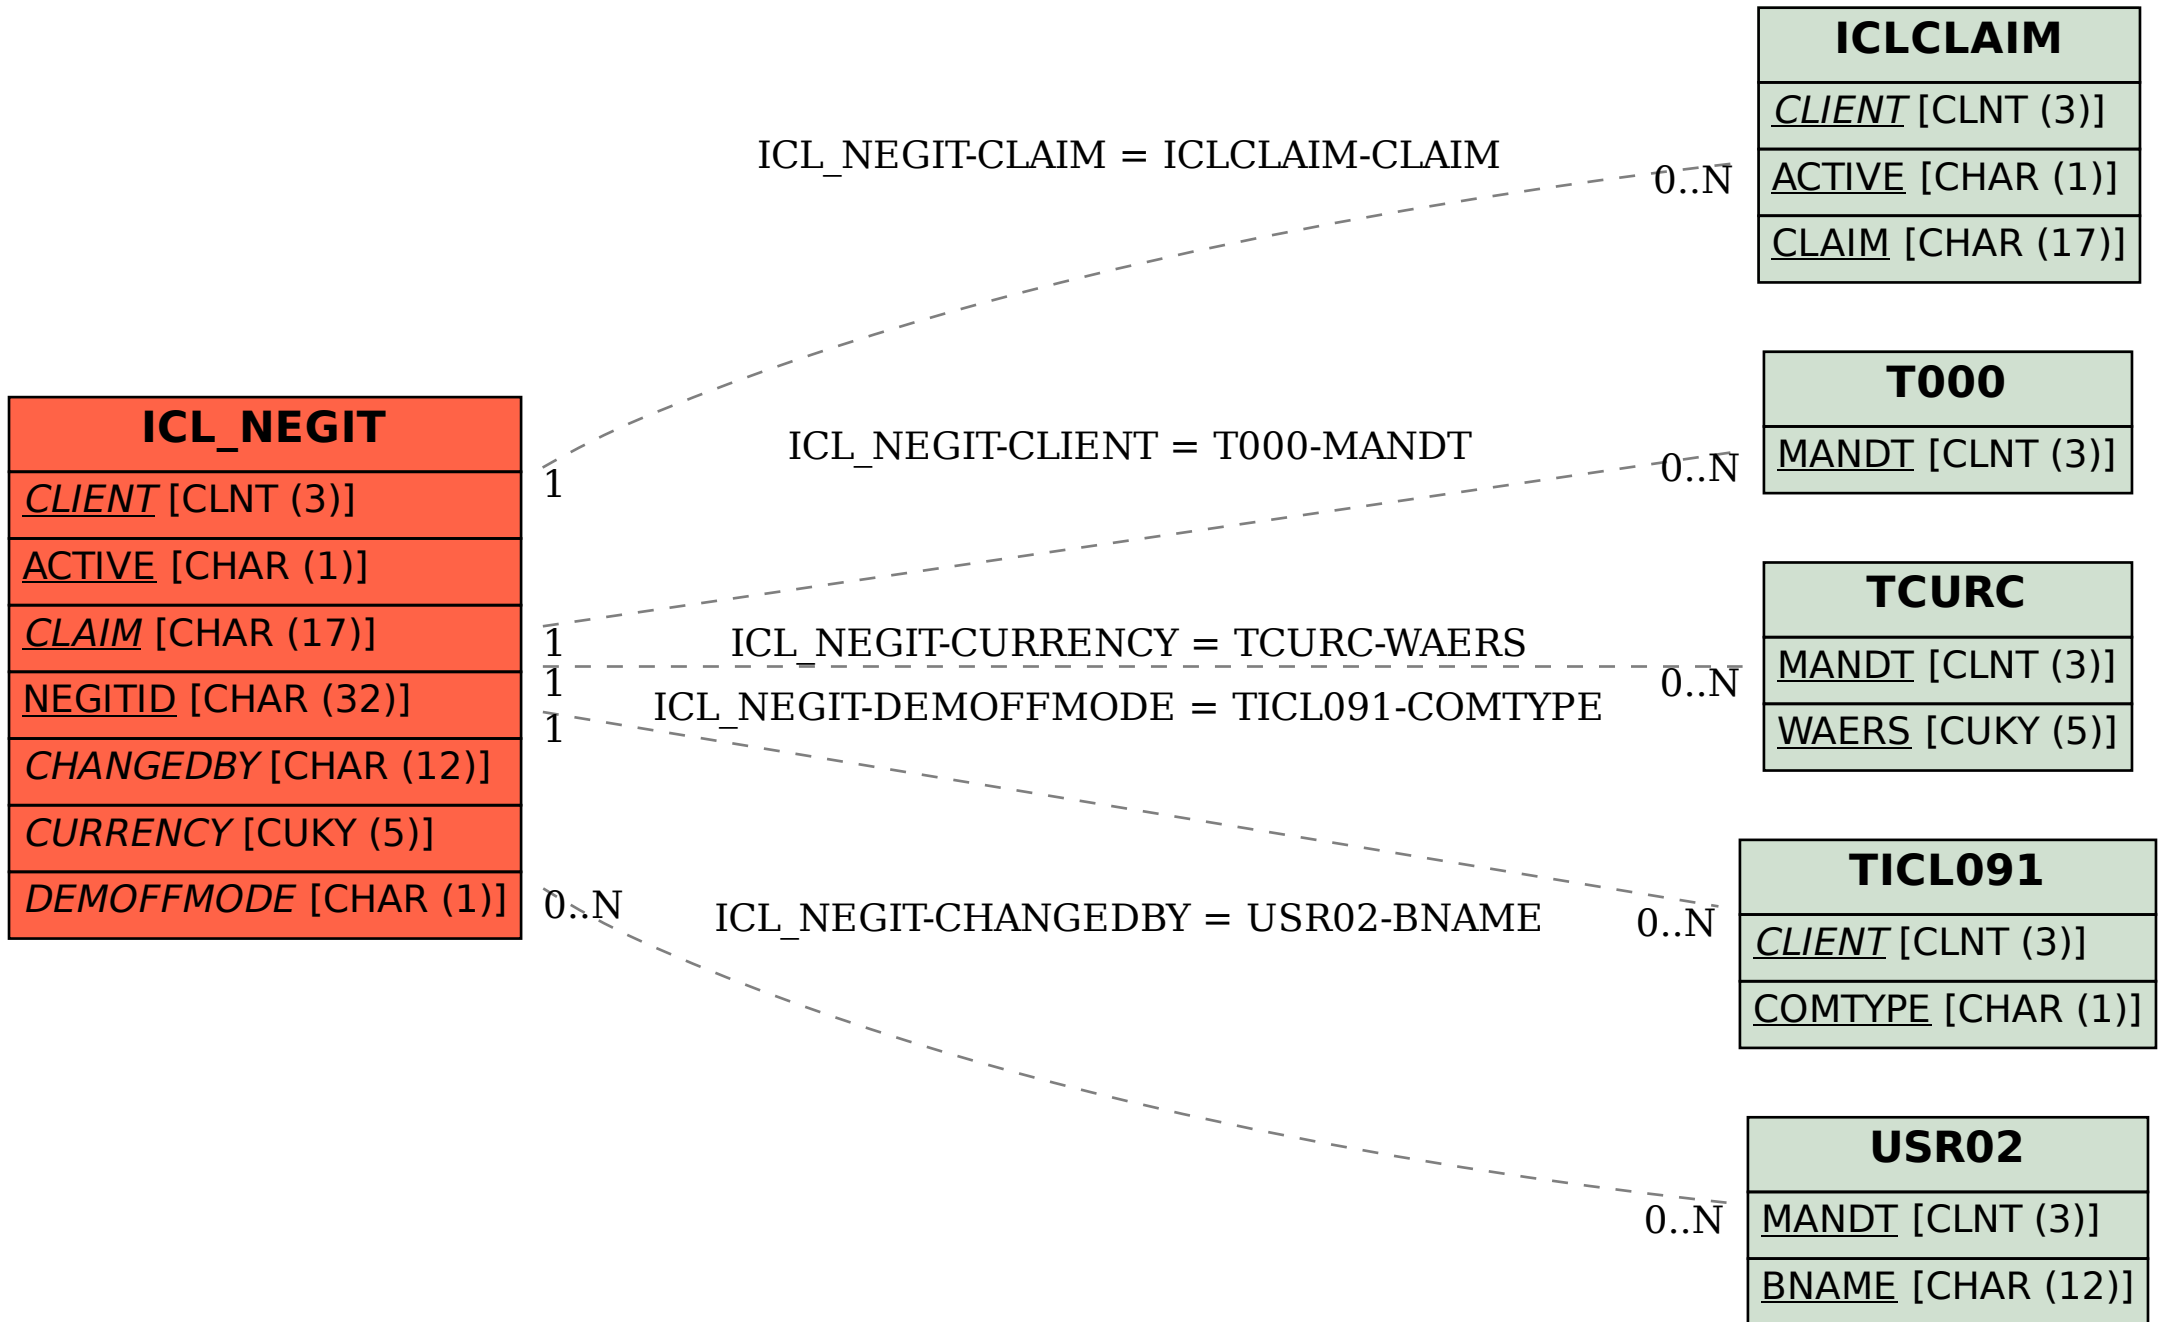 ICL_NEGIT
CLIENT [CLNT (3)]
ACTIVE [CHAR (1)]
CLAIM [CHAR (17)]
NEGITID [CHAR (32)]
CHANGEDBY [CHAR (12)]
CURRENCY [CUKY (5)]
DEMOFFMODE [CHAR (1)]
ICL_NEGIT-CLAIM = ICLCLAIM-CLAIM
1
0..N
ICL_NEGIT-CLIENT = T000-MANDT
1
0..N
ICL_NEGIT-CURRENCY = TCURC-WAERS
1
0..N
ICL_NEGIT-DEMOFFMODE = TICL091-COMTYPE
1
0..N
ICL_NEGIT-CHANGEDBY = USR02-BNAME
0..N
0..N
ICLCLAIM
CLIENT [CLNT (3)]
ACTIVE [CHAR (1)]
CLAIM [CHAR (17)]
T000
MANDT [CLNT (3)]
TCURC
MANDT [CLNT (3)]
WAERS [CUKY (5)]
TICL091
CLIENT [CLNT (3)]
COMTYPE [CHAR (1)]
USR02
MANDT [CLNT (3)]
BNAME [CHAR (12)]